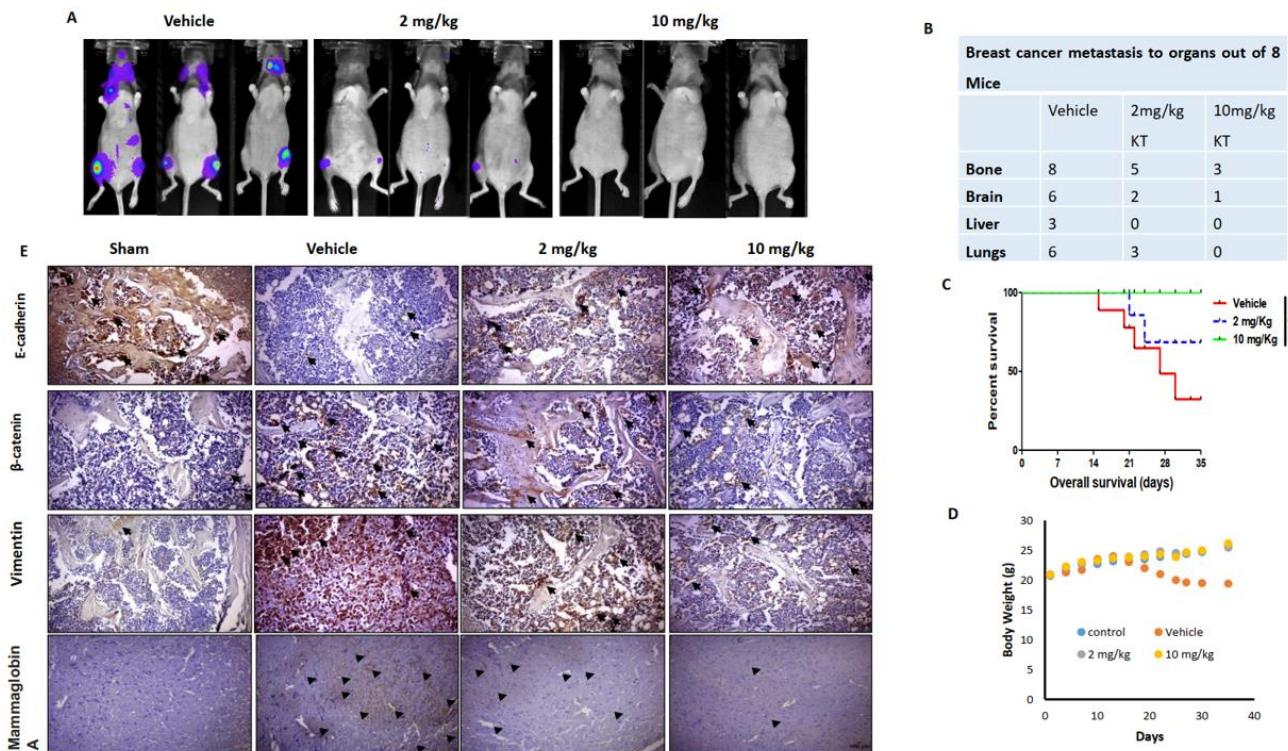 A
Vehicle 2 mg/kg 10 mg/kg
B
Breast cancer metastasis to organs out of 8
Mice
Vehicle 2mg/kg 10mg/kg
KT KT
Bone 8 5 3
Brain 6 2 1
Liver 3 0 0
Lungs 6 3 0
C
100
50
0
Percent survival
0 7 14 21 28 35
Overall survival (days)
Vehicle
2 mg/Kg
10 mg/Kg
D
30
25
20
15
10
5
0
Body Weight (g)
control Vehicle
2 mg/kg 10 mg/kg
0 10 20 30 40
Days
E
Sham Vehicle 2 mg/kg 10 mg/kg
E-cadherin
β-catenin
Vimentin
Mammaglobin
A